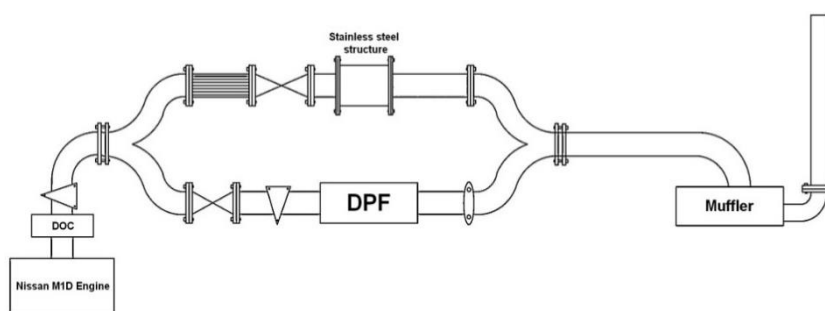 Stainless steel
structure
DPF
DOC
Muffler
Nissan M1D Engine